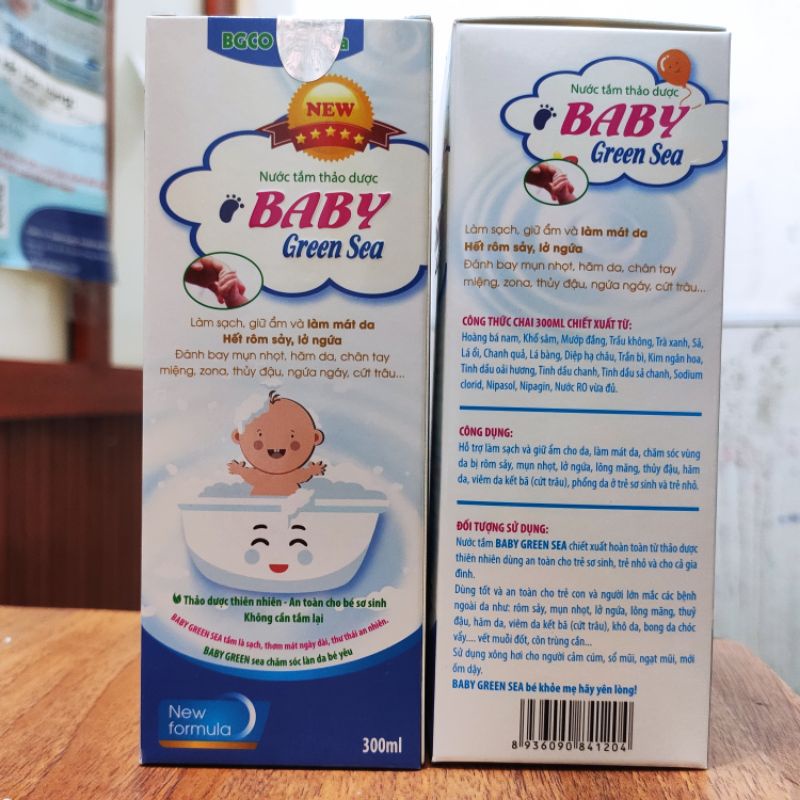 BGCO
NEW
Nước tắm thảo dược
BABY
Green Sea
Làm sạch, giữ ẩm và làm mát da
Hết rôm sảy, lở ngứa
Đánh bay mụn nhọt, hăm da, chân tay
miệng, zona, thủy đậu, ngứa ngáy, cứt trâu...
Thảo dược thiên nhiên - An toàn cho bé sơ sinh
Không cần tắm lại
BABY GREEN SEA tắm là sạch, thơm mát ngày dài, thư thái an nhiên.
BABY GREEN sea chăm sóc làn da bé yêu
New
formula
300ml
Nước tắm thảo dược
BABY
Green Sea
Làm sạch, giữ ẩm và làm mát da
Hết rôm sảy, lở ngứa
Đánh bay mụn nhọt, hăm da, chân tay
miệng, zona, thủy đậu, ngứa ngáy, cứt trâu...
CÔNG THỨC CHAI 300ML CHIẾT XUẤT TỪ:
Hoàng bá nam, Khổ sâm, Mướp đắng, Trầu không, Trà xanh, Sả,
Lá ổi, Chanh quả, Lá bàng, Diệp hạ châu, Trần bì, Kim ngân hoa,
Tinh dầu oải hương, Tinh dầu chanh, Tinh dầu sả chanh, Sodium
clorid, Nipasol, Nipagin, Nước RO vừa đủ.
CÔNG DỤNG:
Hỗ trợ làm sạch và giữ ẩm cho da, làm mát da, chăm sóc vùng
da bị rôm sảy, mụn nhọt, lở ngứa, lông măng, thủy đậu, hăm
da, viêm da kết bã (cứt trâu), phổng da ở trẻ sơ sinh và trẻ nhỏ.
ĐỐI TƯỢNG SỬ DỤNG:
Nước tắm BABY GREEN SEA chiết xuất hoàn toàn từ thảo dược
thiên nhiên dùng an toàn cho trẻ sơ sinh, trẻ nhỏ và cho cả gia
đình.
Dùng tốt và an toàn cho trẻ con và người lớn mắc các bệnh
ngoài da như: rôm sảy, mụn nhọt, lở ngứa, lông măng, thuỷ
đậu, hăm da, viêm da kết bã (cứt trâu), khô da, bong da chóc
vẩy.... vết muỗi đốt, côn trùng cắn...
Sử dụng xông hơi cho người cảm cúm, sổ mũi, ngạt mũi, mới
ốm dậy.
BABY GREEN SEA bé khỏe mẹ hãy yên lòng!
8 936090 841204